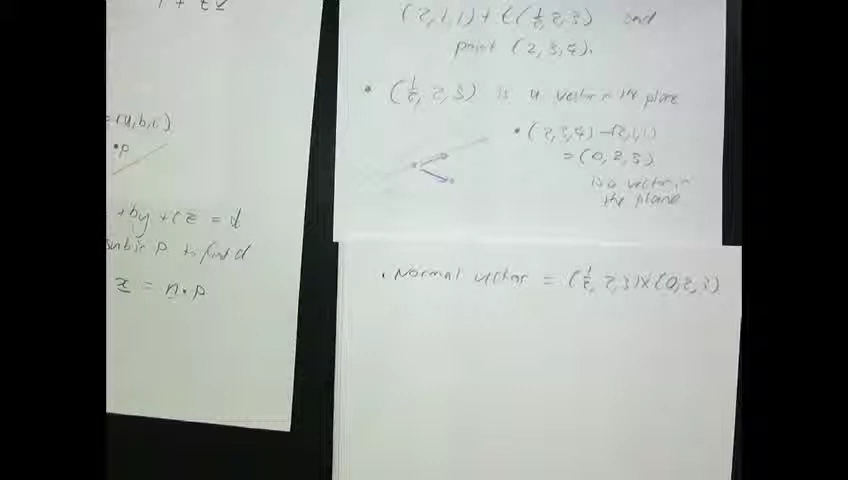 = (a, b, c)
• p
+ by + cz = d
subs in P to find d
x = n • p
(2, 1, 1) + t(½, 2, 3) and
point (2, 3, 4).
• (½, 2, 3) is a vector in the plane
• (2, 3, 4) - (2, 1, 1)
= (0, 2, 3)
is a vector in
the plane
• Normal vector = (½, 2, 3) × (0, 2, 3)